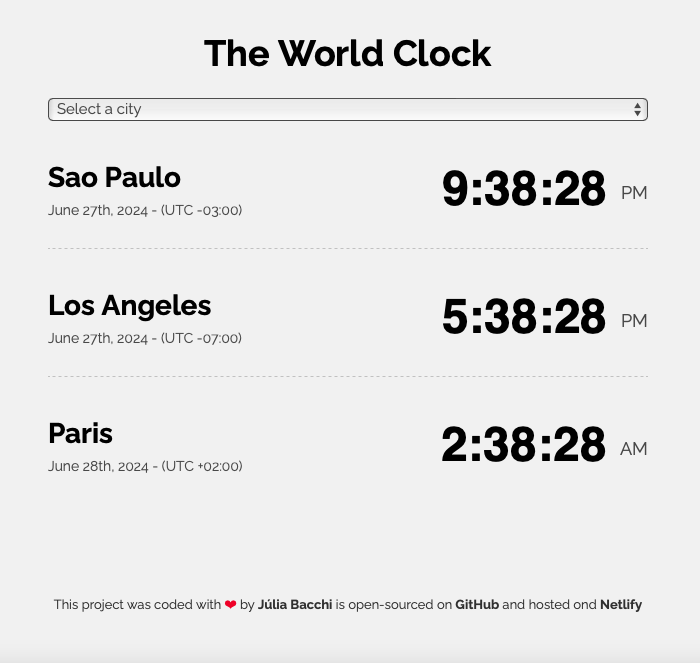 The World Clock
Select a city
Sao Paulo
9:38:28 PM
June 27th, 2024 - (UTC -03:00)
Los Angeles
5:38:28 PM
June 27th, 2024 - (UTC -07:00)
Paris
2:38:28 AM
June 28th, 2024 - (UTC +02:00)
This project was coded with ❤ by Júlia Bacchi is open-sourced on GitHub and hosted ond Netlify